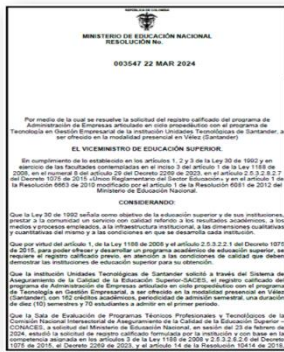 REPÚBLICA DE COLOMBIA
MINISTERIO DE EDUCACIÓN NACIONAL
RESOLUCIÓN No.
003547 22 MAR 2024
Por medio de la cual se resuelve la solicitud del registro calificado del programa de
Administración de Empresas articulado en ciclo propedéutico con el programa de
Tecnología en Gestión Empresarial de la institución Unidades Tecnológicas de Santander, a
ser ofrecido en la modalidad presencial en Vélez (Santander)
EL VICEMINISTRO DE EDUCACIÓN SUPERIOR.
En cumplimiento de lo establecido en los artículos 1, 2 y 3 de la Ley 30 de 1992 y en
ejercicio de las facultades contempladas en el inciso 3 del artículo 1 de la Ley 1188 de
2008, en el numeral 8 del artículo 29 del Decreto 2269 de 2023, en el artículo 2.5.3.2.8.2.7
del Decreto 1075 de 2015 «Único Reglamentario del Sector Educación» y en el artículo 1 de
la Resolución 6663 de 2010 modificado por el artículo 1 de la Resolución 6081 de 2012 del
Ministerio de Educación Nacional.
CONSIDERANDO:
Que la Ley 30 de 1992 señala como objetivo de la educación superior y de sus instituciones,
prestar a la comunidad un servicio con calidad referido a los resultados académicos, a los
medios y procesos empleados, a la infraestructura institucional, a las dimensiones cualitativas
y cuantitativas del mismo y a las condiciones en que se desarrolla cada institución.
Que por virtud del artículo 1, de la Ley 1188 de 2008 y el artículo 2.5.3.2.2.1 del Decreto 1075
de 2015, para poder ofrecer y desarrollar un programa académico de educación superior, se
requiere el registro calificado previo, en atención a las condiciones de calidad que deben
demostrar las instituciones de educación superior para su obtención.
Que la institución Unidades Tecnológicas de Santander solicitó a través del Sistema de
Aseguramiento de la Calidad de la Educación Superior-SACES, el registro calificado del
programa de Administración de Empresas articulado en ciclo propedéutico con el programa
de Tecnología en Gestión Empresarial, a ser ofrecido en la modalidad presencial en Vélez
(Santander), con 162 créditos académicos, periodicidad de admisión semestral, una duración
de diez (10) semestres y 70 estudiantes a admitir en el primer periodo.
Que la Sala de Evaluación de Programas Técnicos Profesionales y Tecnológicos de la
Comisión Nacional Intersectorial de Aseguramiento de la Calidad de la Educación Superior –
CONACES, a solicitud del Ministerio de Educación Nacional, en sesión del 23 de febrero de
2024, estudió la solicitud de registro calificado formulada por la institución y con base en la
competencia asignada en los artículos 3 de la Ley 1188 de 2008,
1075 de 2015, el Decreto 2269 de 2023, y el artículo 14 de la Resolución 10414 de 2018,